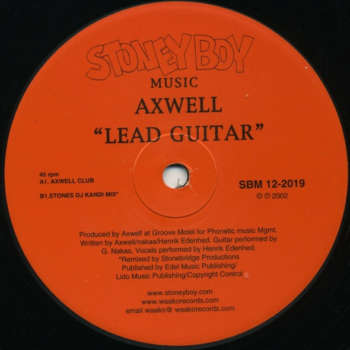 STONEYBOY
MUSIC
AXWELL
"LEAD GUITAR"
45 rpm
A1. AXWELL CLUB
B1.STONES DJ KANDI MIX*
SBM 12-2019
© ℗ 2002
Produced by Axwell at Groove Motel for Phonetic music Mgmt.
Written by Axwell/nakas/Henrik Edenhed. Guitar performed by
G. Nakas, Vocals performed by Henrik Edenhed.
*Remixed by Stonebridge Productions
Published by Edel Music Publishing/
Lido Music Publishing/Copyright Control
www.stoneyboy.com
www.waakorecords.com
email waako@waakorecords.com